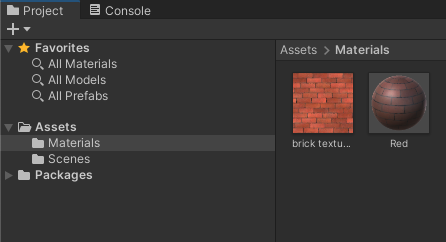 Project
Console
Favorites
All Materials
All Models
All Prefabs
Assets
Materials
Scenes
Packages
Assets > Materials
brick textu...
Red